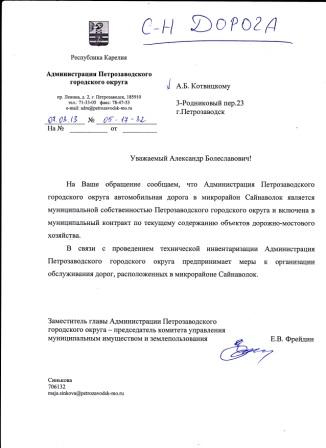 С-Н ДОРОГА
Республика Карелия
Администрация Петрозаводского
городского округа
пр. Ленина, д. 2, г. Петрозаводск, 185910
тел. 71-33-00 факс 78-47-53
e-mail: adm@petrozavodsk-mo.ru
07.03.13 № 05-17-32
На № от
А.Б. Котвицкому
3-Родниковый пер.23
г.Петрозаводск
Уважаемый Александр Болеславович!
На Ваше обращение сообщаем, что Администрация Петрозаводского
городского округа автомобильная дорога в микрорайон Сайнаволок является
муниципальной собственностью Петрозаводского городского округа и включена в
муниципальный контракт по текущему содержанию объектов дорожно-мостового
хозяйства.
В связи с проведением технической инвентаризации Администрация
Петрозаводского городского округа предпринимает меры к организации
обслуживания дорог, расположенных в микрорайоне Сайнаволок.
Заместитель главы Администрации Петрозаводского
городского округа – председатель комитета управления
муниципальным имуществом и землепользования Е.В. Фрейдин
Синькова
706132
maja.sinkova@petrozavodsk-mo.ru